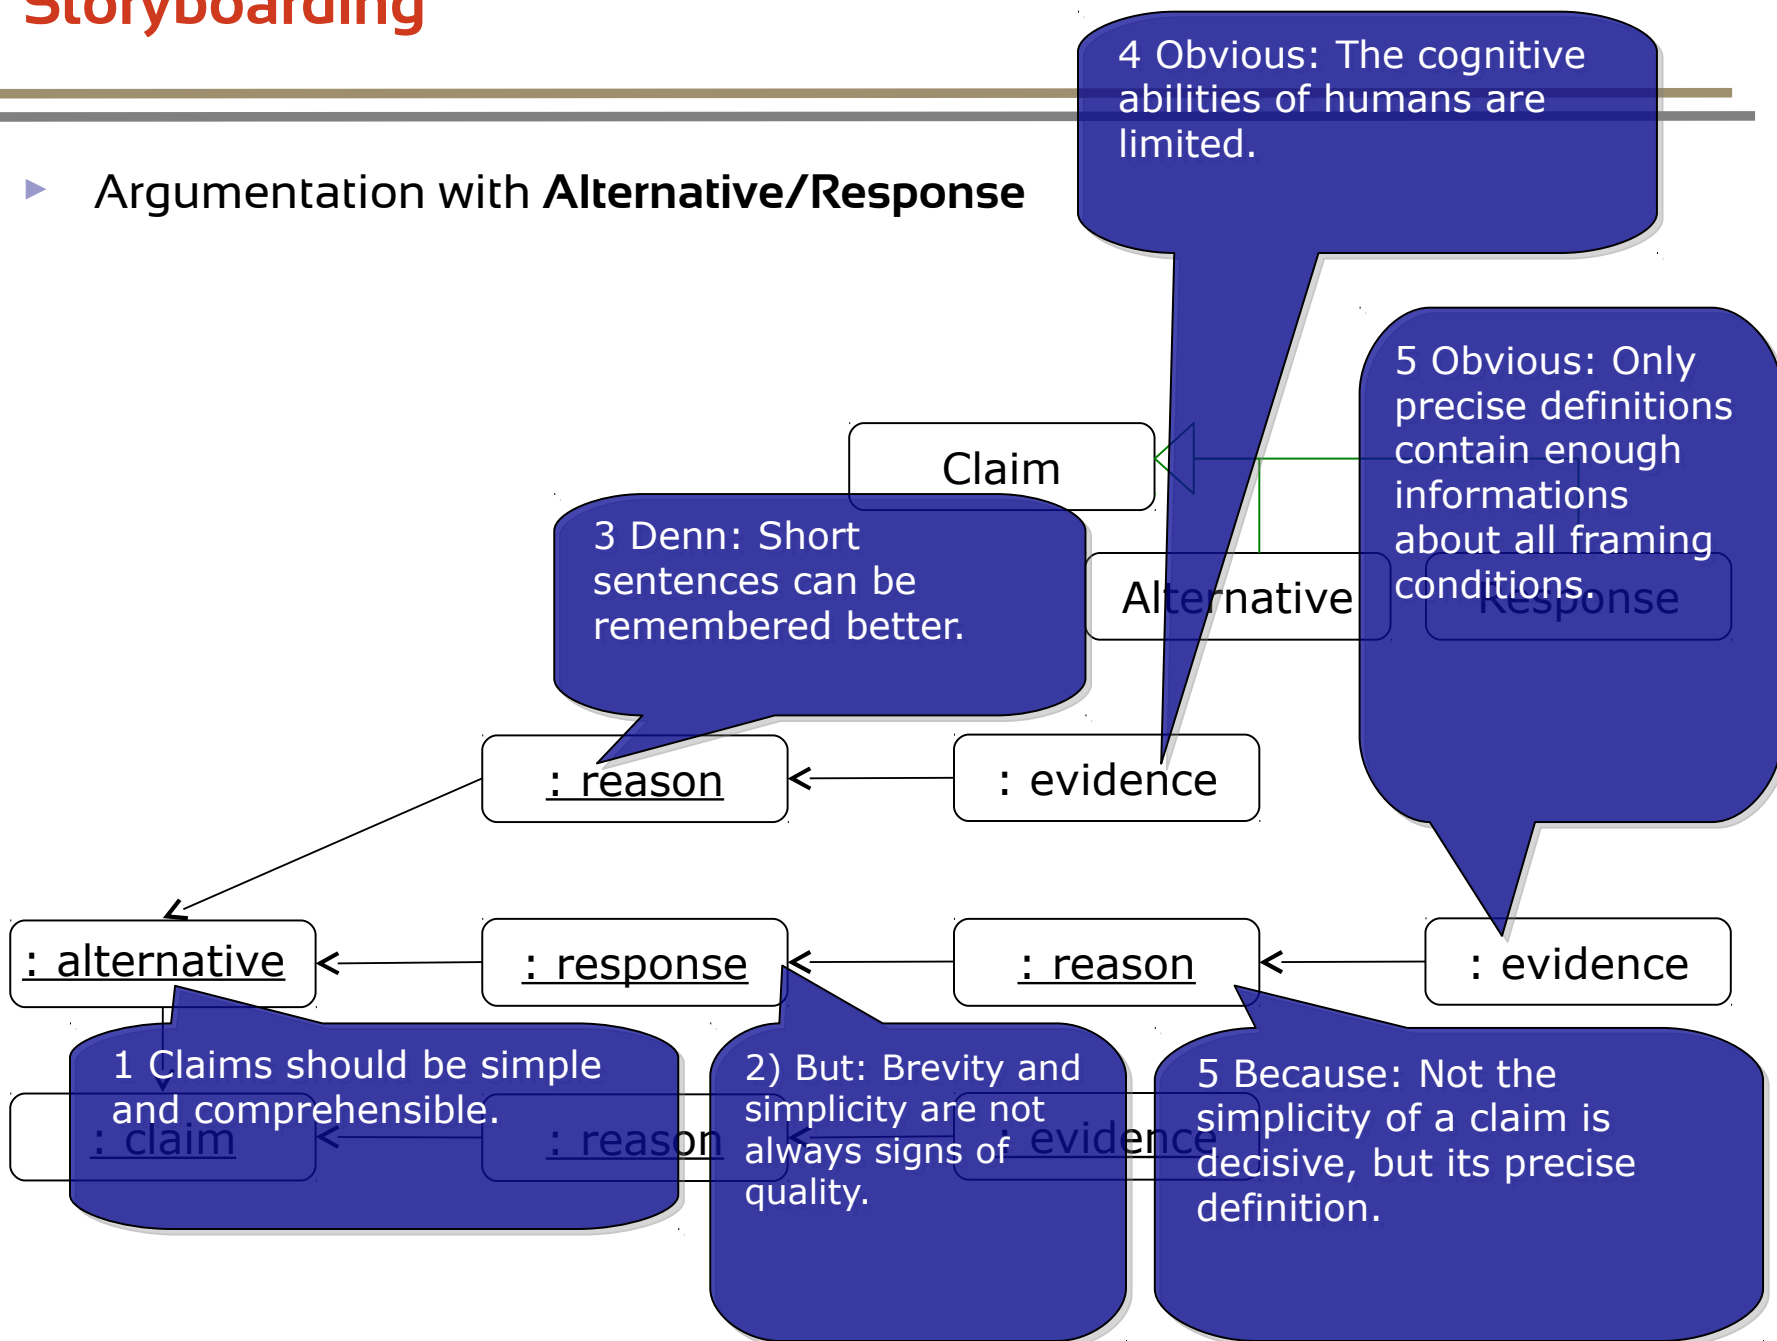 Storyboarding
4 Obvious: The cognitive
abilities of humans are
limited.
► Argumentation with Alternative/Response
5 Obvious: Only
precise definitions
contain enough
informations
about all framing
conditions.
Claim
3 Denn: Short
sentences can be
remembered better.
Alternative
Response
: reason
: evidence
: alternative
: response
: reason
: evidence
1 Claims should be simple
and comprehensible.
2) But: Brevity and
simplicity are not
always signs of
quality.
5 Because: Not the
simplicity of a claim is
decisive, but its precise
definition.
: claim
: reason
: evidence